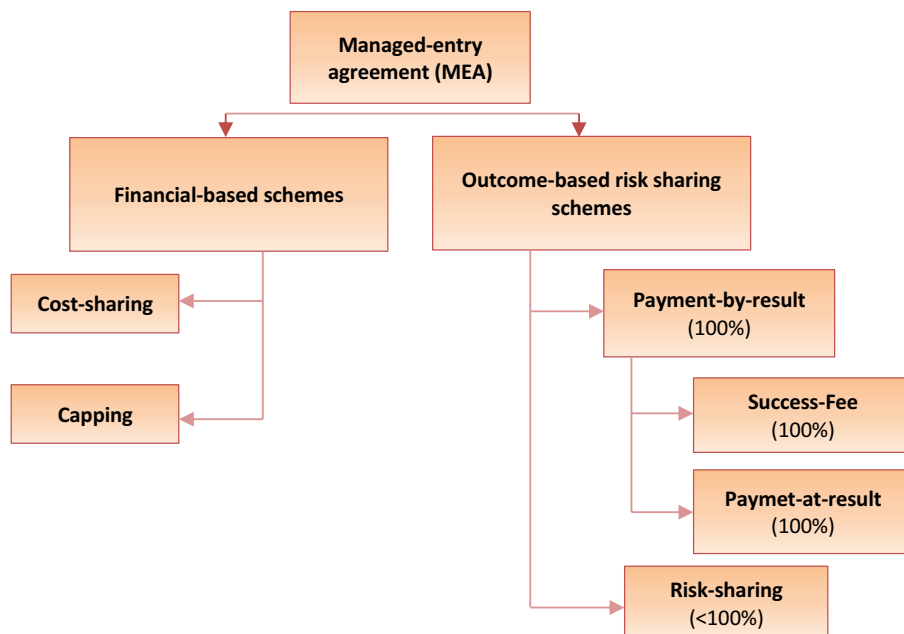 Managed-entry
agreement (MEA)
Financial-based schemes
Outcome-based risk sharing
schemes
Cost-sharing
Capping
Payment-by-result
(100%)
Success-Fee
(100%)
Paymet-at-result
(100%)
Risk-sharing
(<100%)